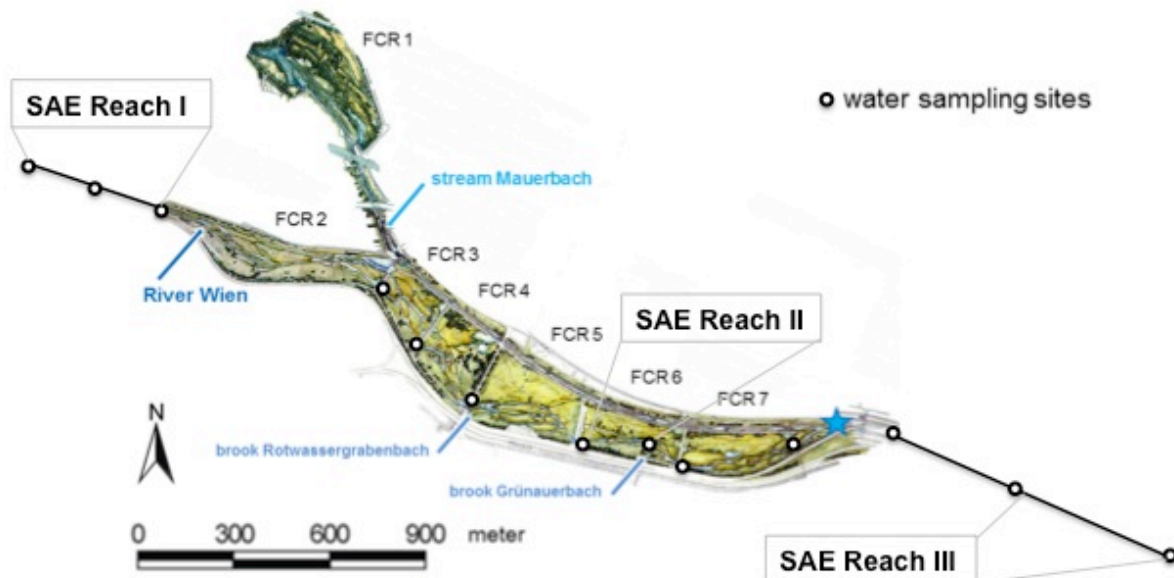 FCR 1
SAE Reach I
water sampling sites
stream Mauerbach
FCR 2
FCR 3
River Wien
FCR 4
SAE Reach II
FCR 5
FCR 6
FCR 7
N
brook Rotwassergrabenbach
brook Grünauerbach
0 300 600 900 meter
SAE Reach III